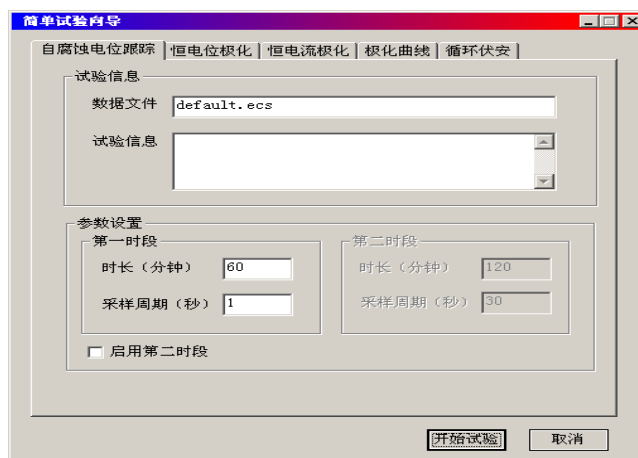 简单试验向导
自腐蚀电位跟踪 恒电位极化 恒电流极化 极化曲线 循环伏安
试验信息
数据文件 default.ecs
试验信息
参数设置
第一时段 第二时段
时长（分钟） 60 时长（分钟） 120
采样周期（秒） 1 采样周期（秒） 30
启用第二时段
开始试验 取消